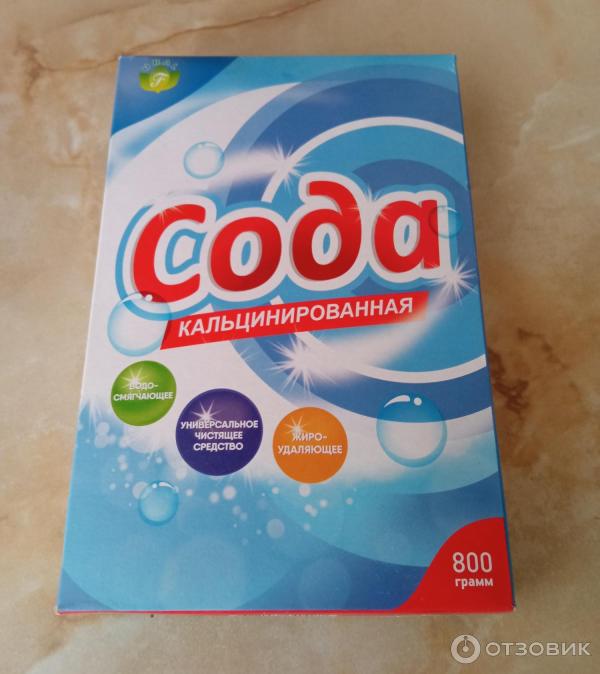 Сода
КАЛЬЦИНИРОВАННАЯ
ВОДО-
СМЯГЧАЮЩЕЕ
УНИВЕРСАЛЬНОЕ
ЧИСТЯЩЕЕ
СРЕДСТВО
ЖИРО-
УДАЛЯЮЩЕЕ
800
грамм
ОТЗОВИК